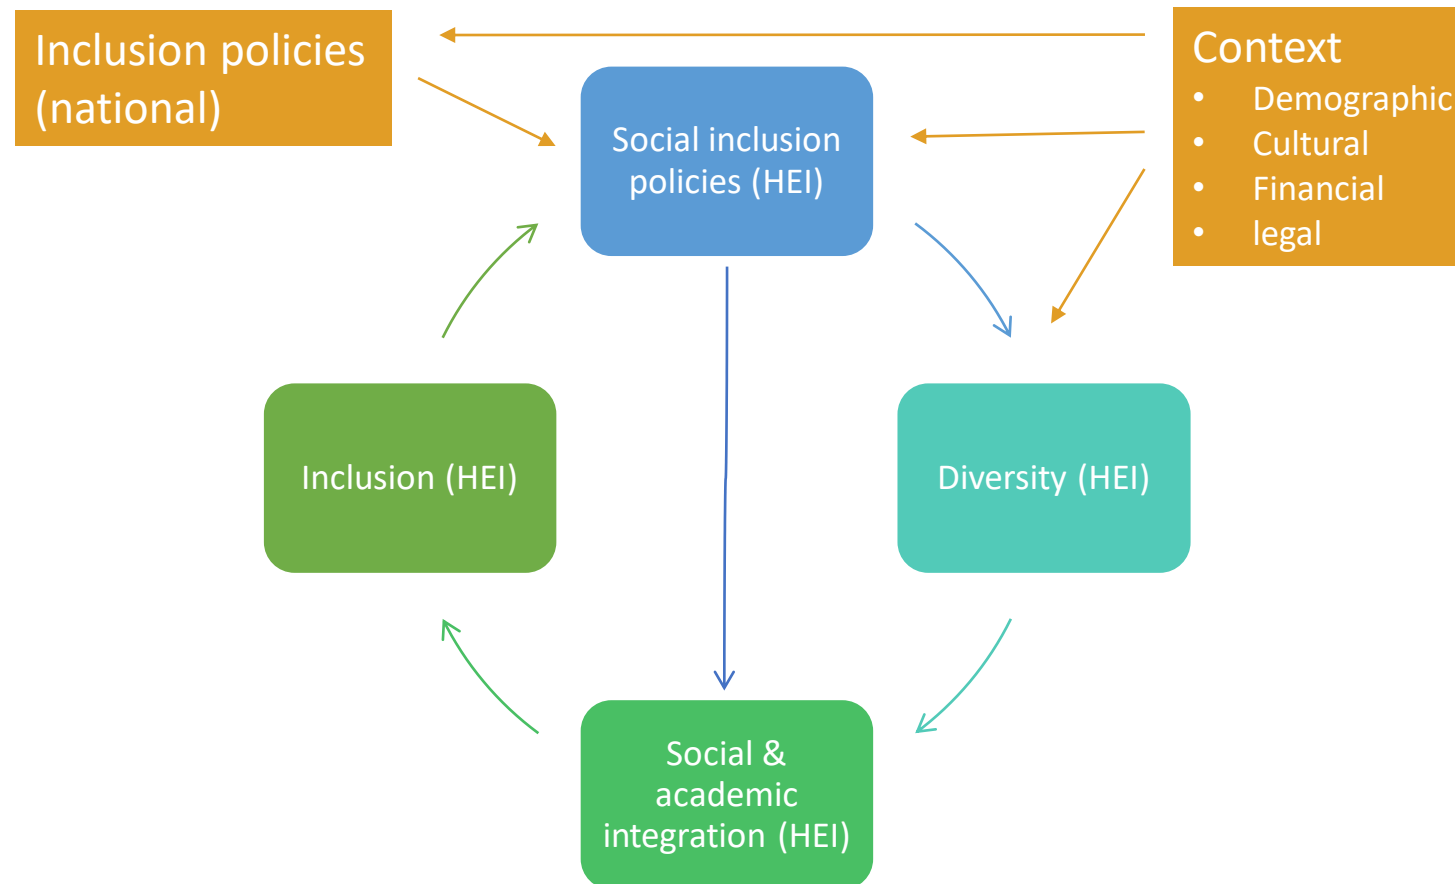 Inclusion policies
(national)
Context
• Demographic
• Cultural
• Financial
• legal
Social inclusion
policies (HEI)
Inclusion (HEI)
Diversity (HEI)
Social &
academic
integration (HEI)